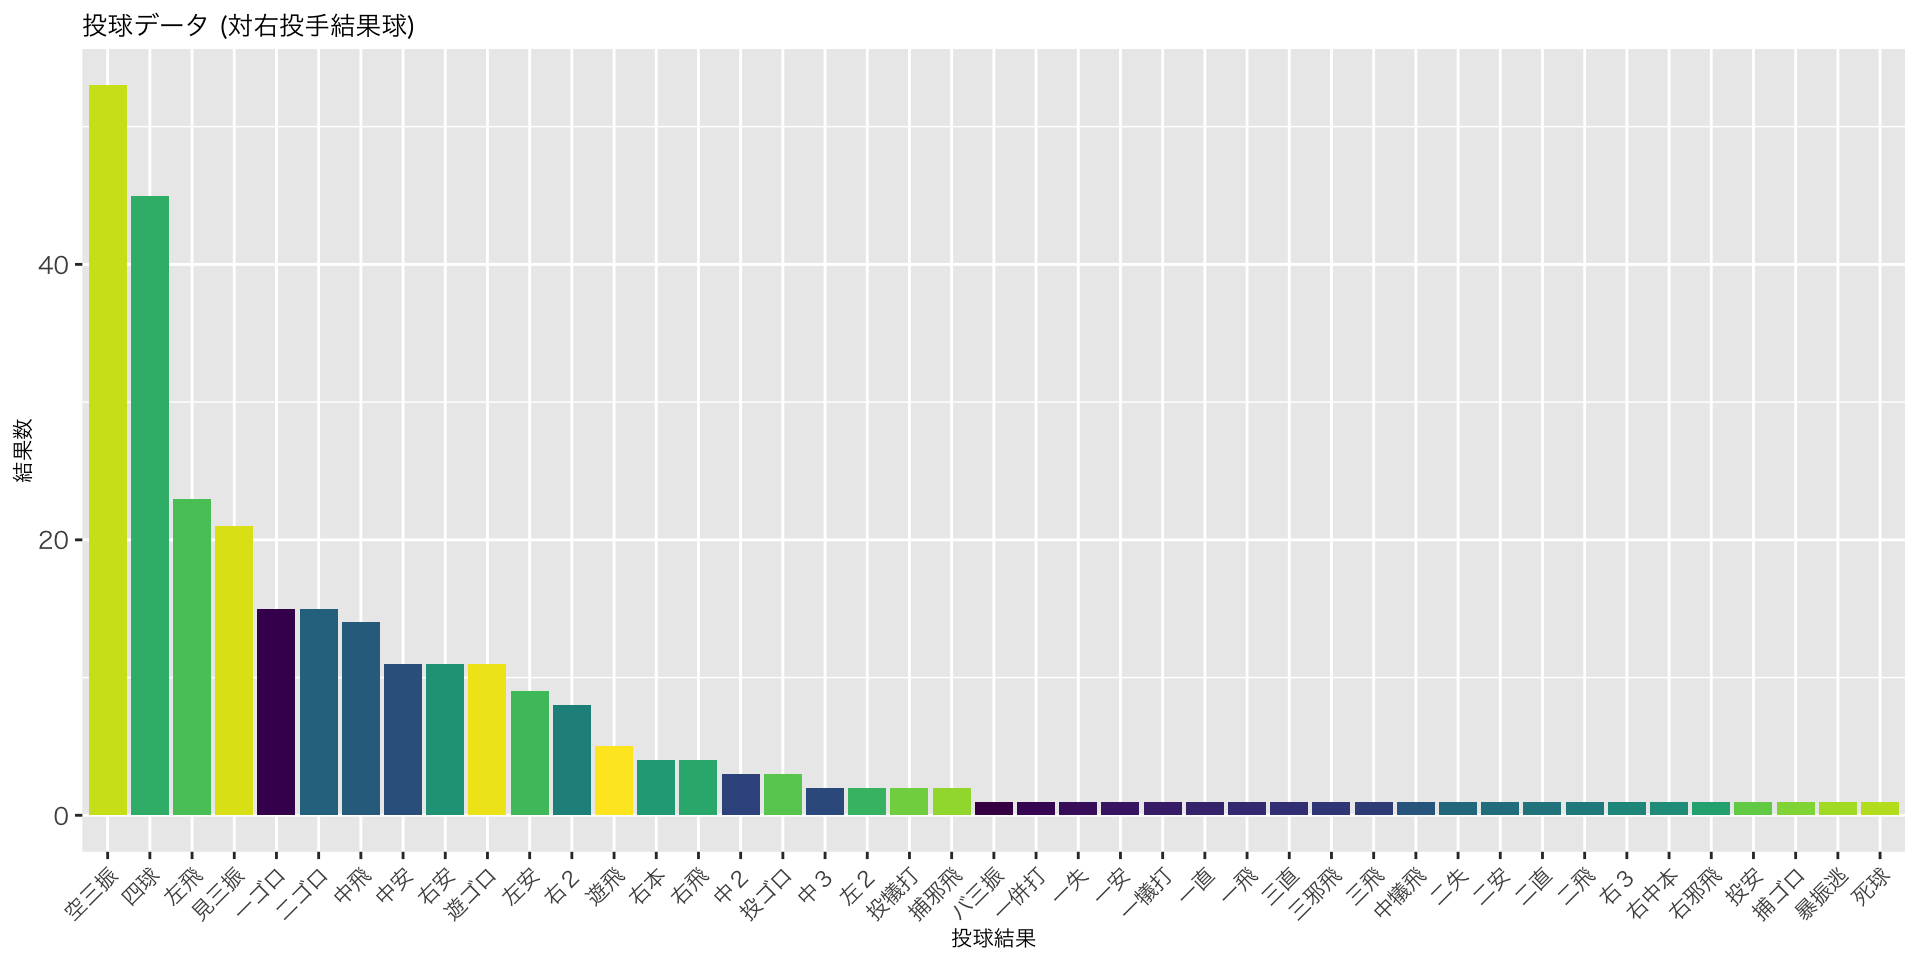 投球データ (対右投手結果球)
結果数
40
20
0
空三振
四球
左飛
見三振
一ゴロ
二ゴロ
中飛
中安
右安
遊ゴロ
左安
右２
遊飛
右本
右飛
中２
投ゴロ
中３
左２
投犠打
捕邪飛
バ三振
一併打
一失
一安
一犠打
一直
一飛
三直
三邪飛
三飛
中犠飛
二失
二安
二直
二飛
右３
右中本
右邪飛
投安
捕ゴロ
暴振逃
死球
投球結果